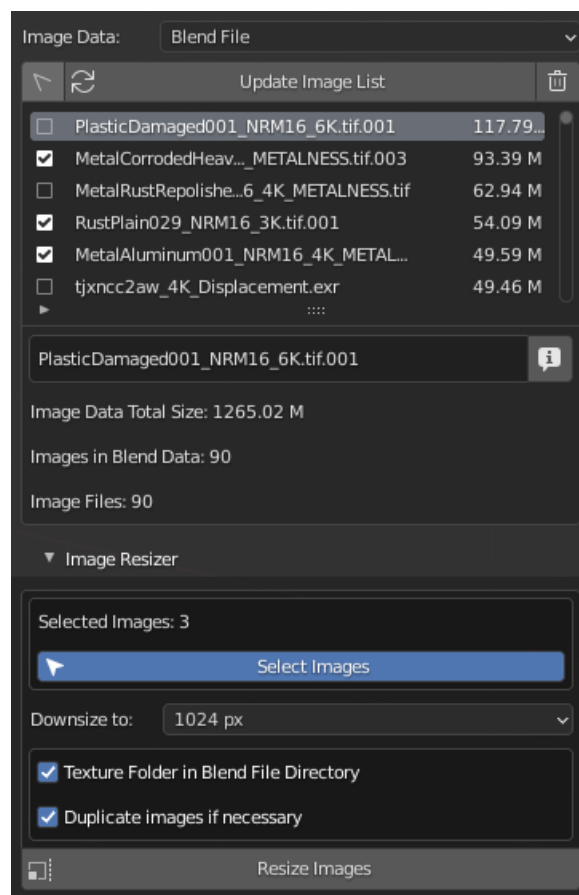 Image Data: Blend File
Update Image List
PlasticDamaged001_NRM16_6K.tif.001 117.79...
MetalCorrodedHeav..._METALNESS.tif.003 93.39 M
MetalRustRepolishe...6_4K_METALNESS.tif 62.94 M
RustPlain029_NRM16_3K.tif.001 54.09 M
MetalAluminum001_NRM16_4K_METAL... 49.59 M
tjxncc2aw_4K_Displacement.exr 49.46 M
PlasticDamaged001_NRM16_6K.tif.001
Image Data Total Size: 1265.02 M
Images in Blend Data: 90
Image Files: 90
Image Resizer
Selected Images: 3
Select Images
Downsize to: 1024 px
Texture Folder in Blend File Directory
Duplicate images if necessary
Resize Images